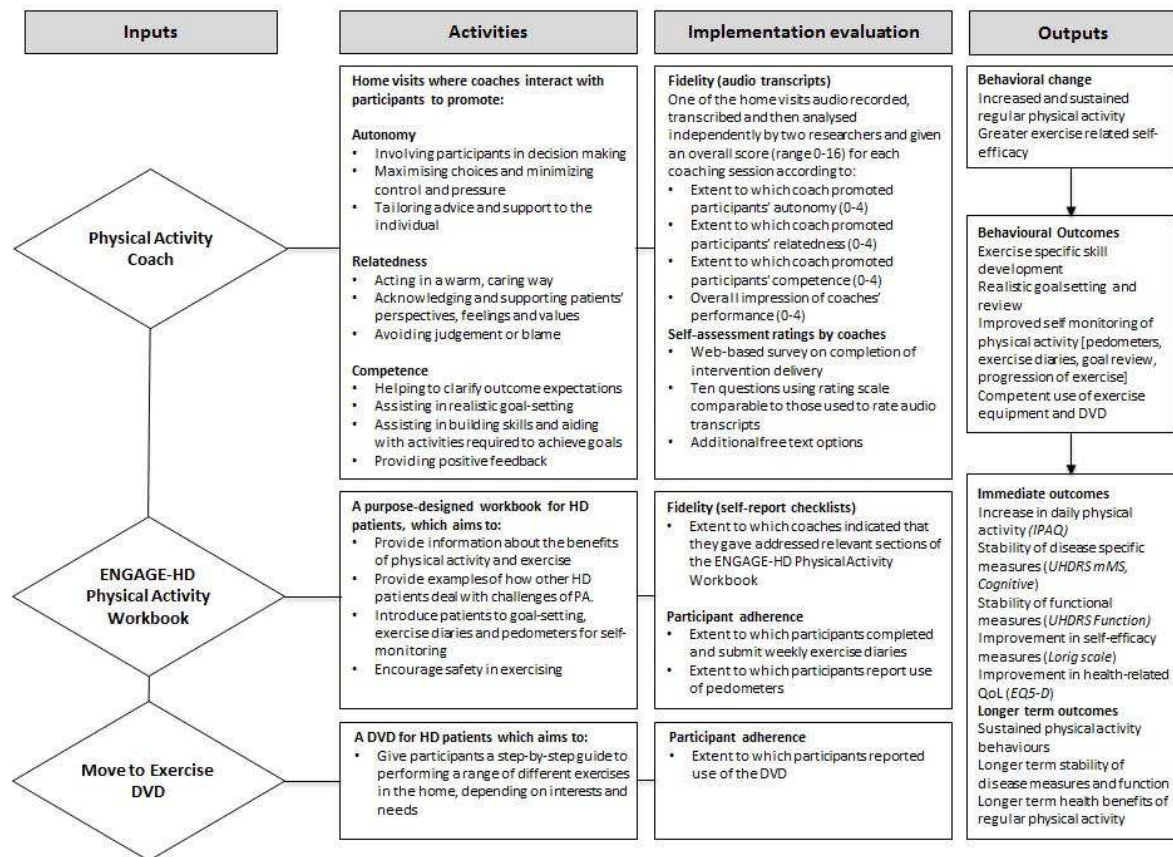 Inputs
Activities
Implementation evaluation
Outputs
Physical Activity
Coach
Home visits where coaches interact with
participants to promote:
Autonomy
• Involving participants in decision making
• Maximising choices and minimizing
control and pressure
• Tailoring advice and support to the
individual
Relatedness
• Acting in a warm, caring way
• Acknowledging and supporting patients'
perspectives, feelings and values
• Avoiding judgement or blame
Competence
• Helping to clarify outcome expectations
• Assisting in realistic goal-setting
• Assisting in building skills and aiding
with activities required to achieve goals
• Providing positive feedback
Fidelity (audio transcripts)
One of the home visits audio recorded,
transcribed and then analysed
independently by two researchers and given
an overall score (range 0-16) for each
coaching session according to:
• Extent to which coach promoted
participants' autonomy (0-4)
• Extent to which coach promoted
participants' relatedness (0-4)
• Extent to which coach promoted
participants' competence (0-4)
• Overall impression of coaches'
performance (0-4)
Self-assessment ratings by coaches
• Web-based survey on completion of
intervention delivery
• Ten questions using rating scale
comparable to those used to rate audio
transcripts
• Additional free text options
ENGAGE-HD
Physical Activity
Workbook
A purpose-designed workbook for HD
patients, which aims to:
• Provide information about the benefits
of physical activity and exercise
• Provide examples of how other HD
patients deal with challenges of PA.
• Introduce patients to goal-setting,
exercise diaries and pedometers for self-
monitoring
• Encourage safety in exercising
Fidelity (self-report checklists)
• Extent to which coaches indicated that
they gave addressed relevant sections of
the ENGAGE-HD Physical Activity
Workbook
Participant adherence
• Extent to which participants completed
and submit weekly exercise diaries
• Extent to which participants report use
of pedometers
Move to Exercise
DVD
A DVD for HD patients which aims to:
• Give participants a step-by-step guide to
performing a range of different exercises
in the home, depending on interests and
needs
Participant adherence
• Extent to which participants reported
use of the DVD
Behavioral change
Increased and sustained
regular physical activity
Greater exercise related self-
efficacy
Behavioural Outcomes
Exercise specific skill
development
Realistic goal setting and
review
Improved self monitoring of
physical activity [pedometers,
exercise diaries, goal review,
progression of exercise]
Competent use of exercise
equipment and DVD
Immediate outcomes
Increase in daily physical
activity (IPAQ)
Stability of disease specific
measures (UHDRS mMS,
Cognitive)
Stability of functional
measures (UHDRS Function)
Improvement in self-efficacy
measures (Lorig scale)
Improvement in health-related
QoL (EQ5-D)
Longer term outcomes
Sustained physical activity
behaviours
Longer term stability of
disease measures and function
Longer term health benefits of
regular physical activity